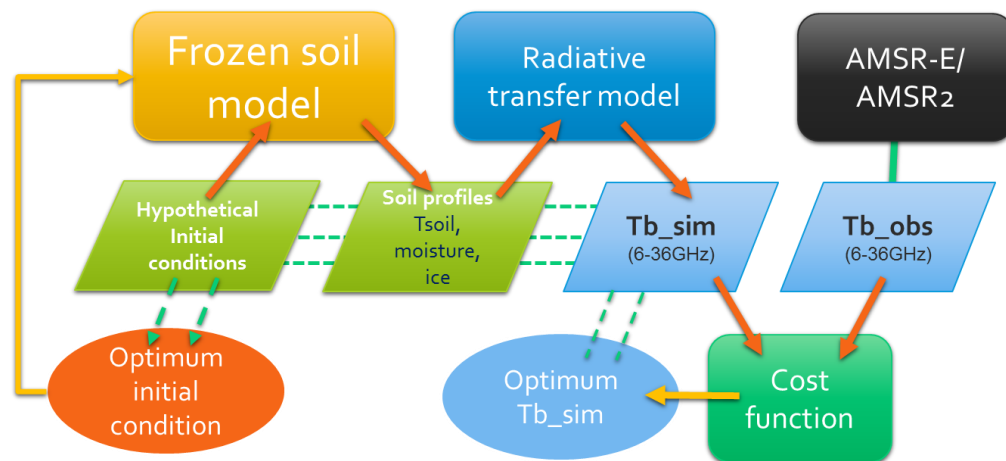 Frozen soil
model
Radiative
transfer model
AMSR-E/
AMSR2
Hypothetical
Initial
conditions
Soil profiles
Tsoil,
moisture,
ice
Tb_sim
(6-36GHz)
Tb_obs
(6-36GHz)
Optimum
initial
condition
Optimum
Tb_sim
Cost
function